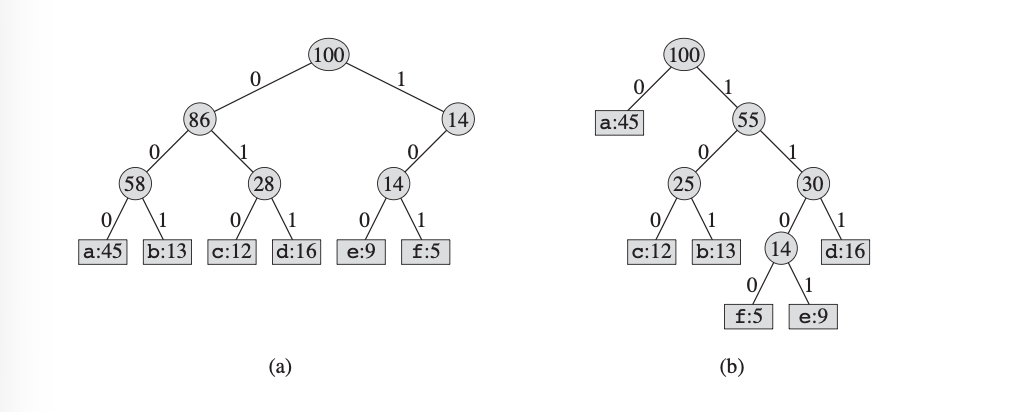 100 100
0 1 0 1
86 14 a:45 55
0 1 0 0 1
58 28 14 25 30
0 1 0 1 0 1 0 1 0 1
a:45 b:13 c:12 d:16 e:9 f:5 c:12 b:13 14 d:16
0 1
f:5 e:9
(a) (b)